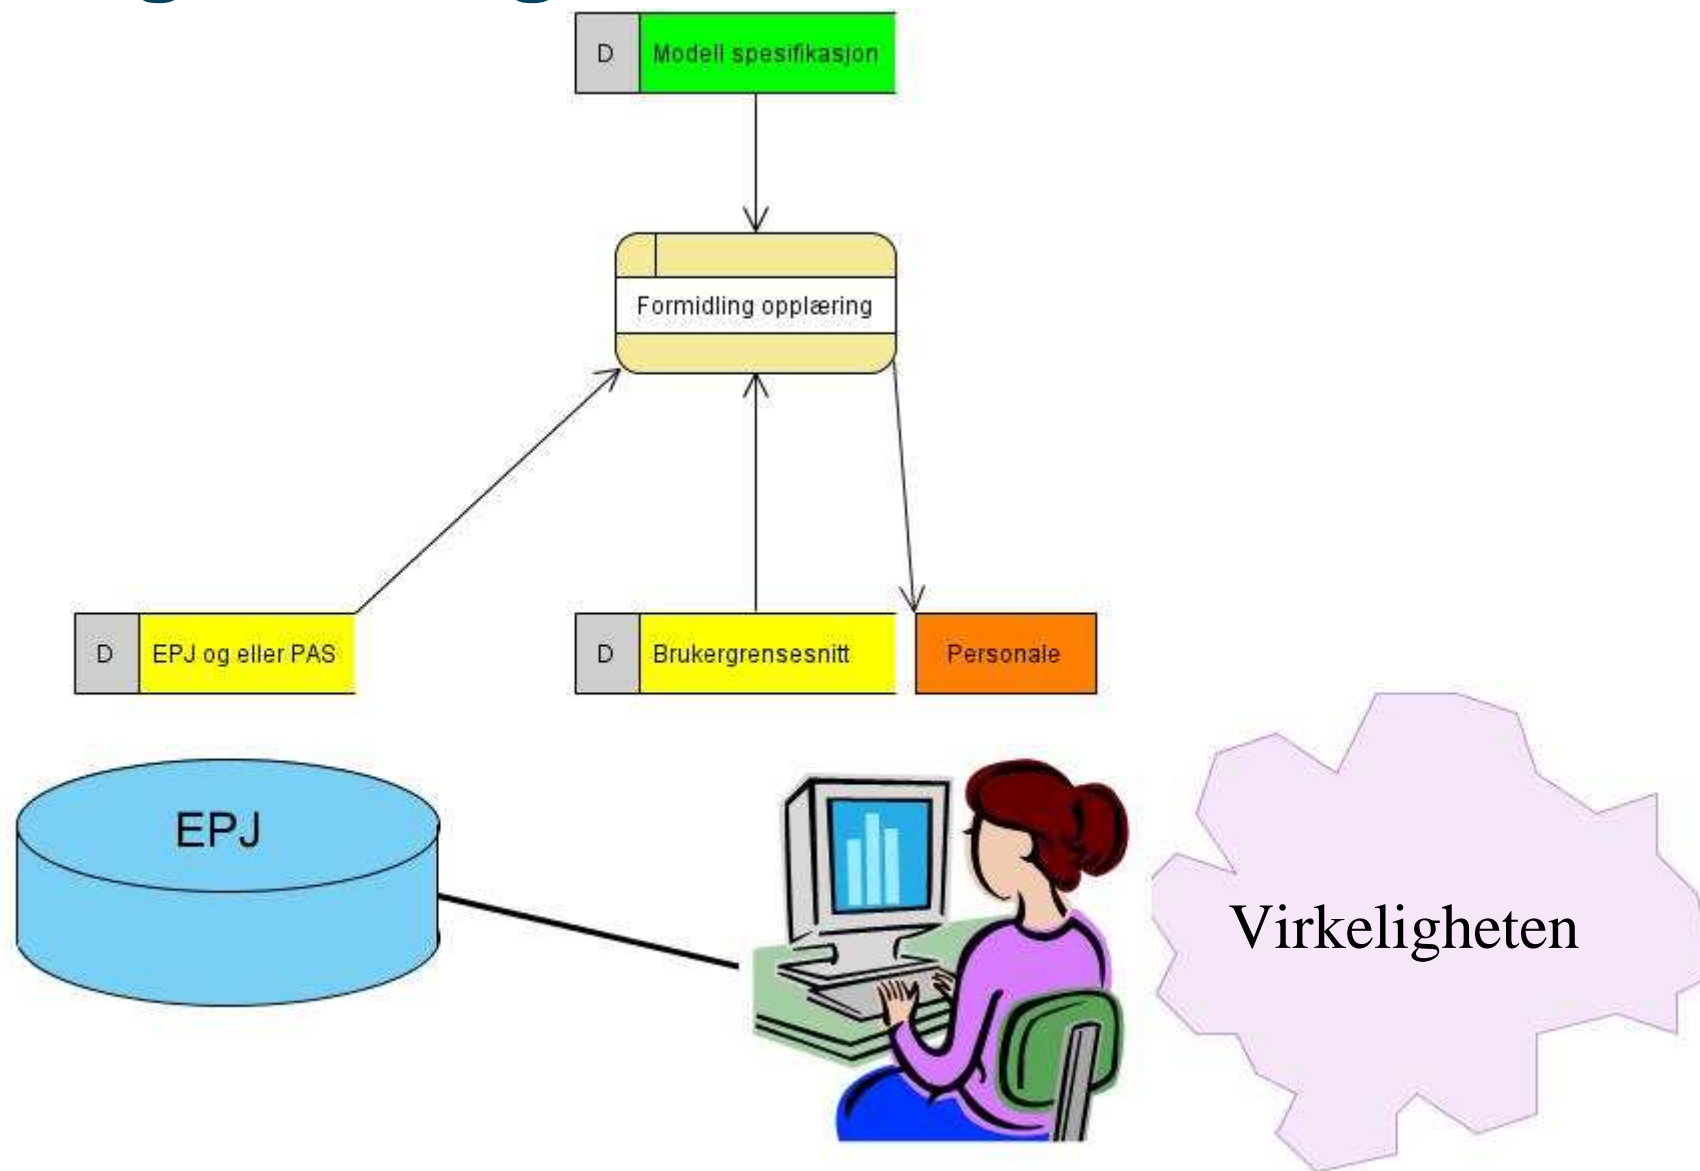 D Modell spesifikasjon
Formidling opplæring
D EPJ og eller PAS
D Brukergrensesnitt
Personale
EPJ
Virkeligheten